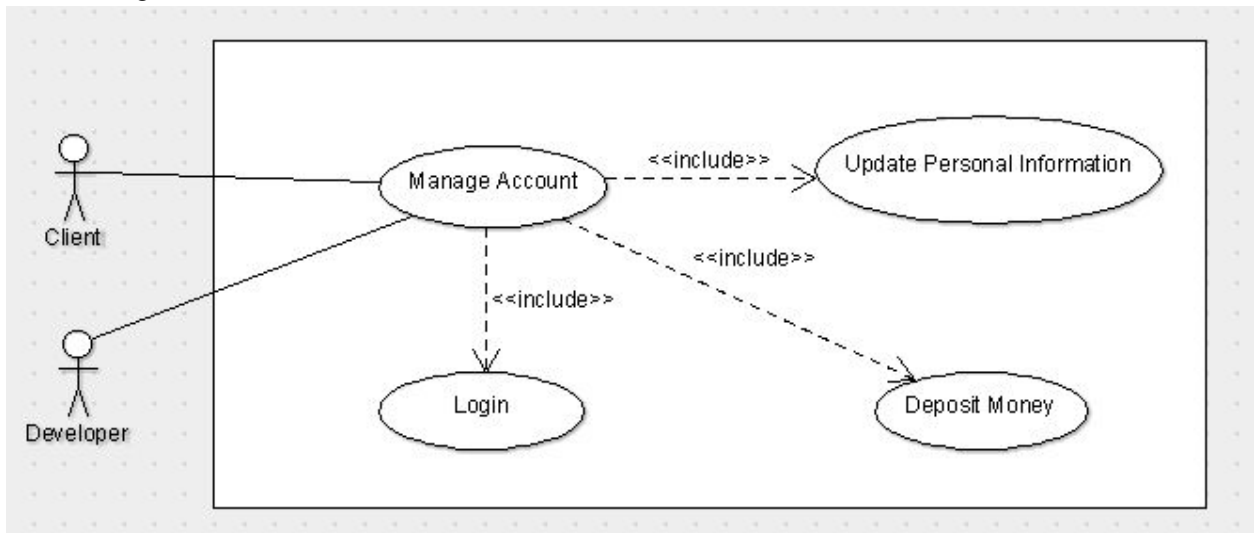 Client
Developer
Manage Account
<<include>>
Update Personal Information
<<include>>
<<include>>
Login
Deposit Money